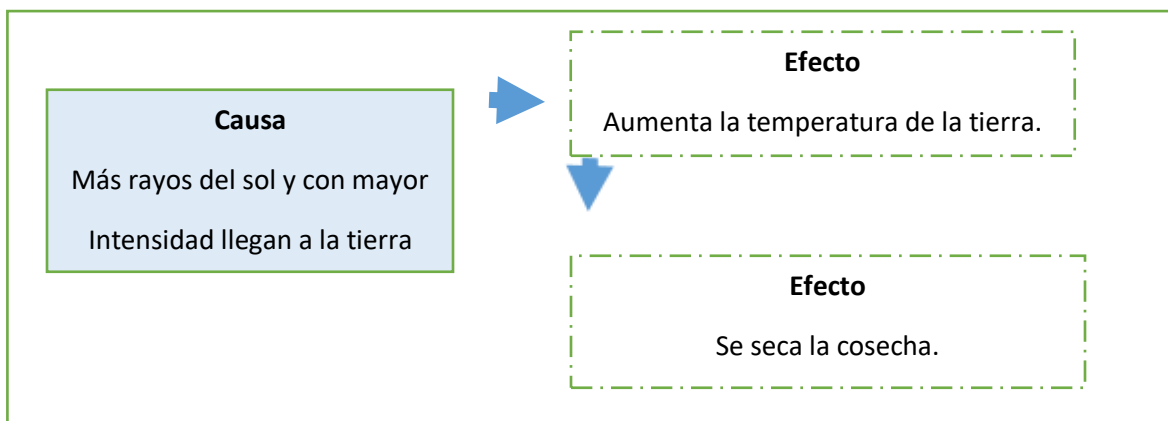 Causa
Más rayos del sol y con mayor
Intensidad llegan a la tierra
Efecto
Aumenta la temperatura de la tierra.
Efecto
Se seca la cosecha.